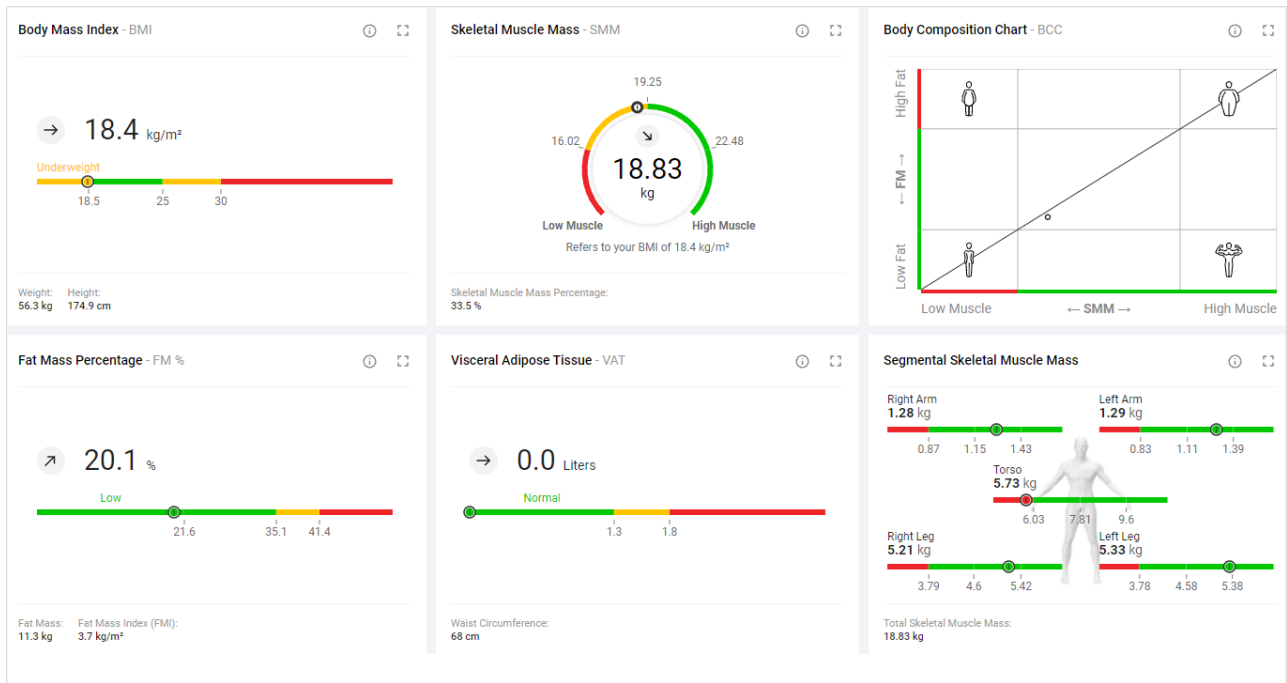 Body Mass Index - BMI
18.4 kg/m²
Underweight
18.5 25 30
Weight: Height:
56.3 kg 174.9 cm
Skeletal Muscle Mass - SMM
19.25
16.02 22.48
18.83
kg
Low Muscle High Muscle
Refers to your BMI of 18.4 kg/m²
Skeletal Muscle Mass Percentage:
33.5 %
Body Composition Chart - BCC
High Fat
← FM →
Low Fat
Low Muscle ← SMM → High Muscle
Fat Mass Percentage - FM %
20.1 %
Low
21.6 35.1 41.4
Fat Mass: Fat Mass Index (FMI):
11.3 kg 3.7 kg/m²
Visceral Adipose Tissue - VAT
0.0 Liters
Normal
1.3 1.8
Waist Circumference:
68 cm
Segmental Skeletal Muscle Mass
Right Arm Left Arm
1.28 kg 1.29 kg
0.87 1.15 1.43 0.83 1.11 1.39
Torso
5.73 kg
6.03 7.81 9.6
Right Leg Left Leg
5.21 kg 5.33 kg
3.79 4.6 5.42 3.78 4.58 5.38
Total Skeletal Muscle Mass:
18.83 kg